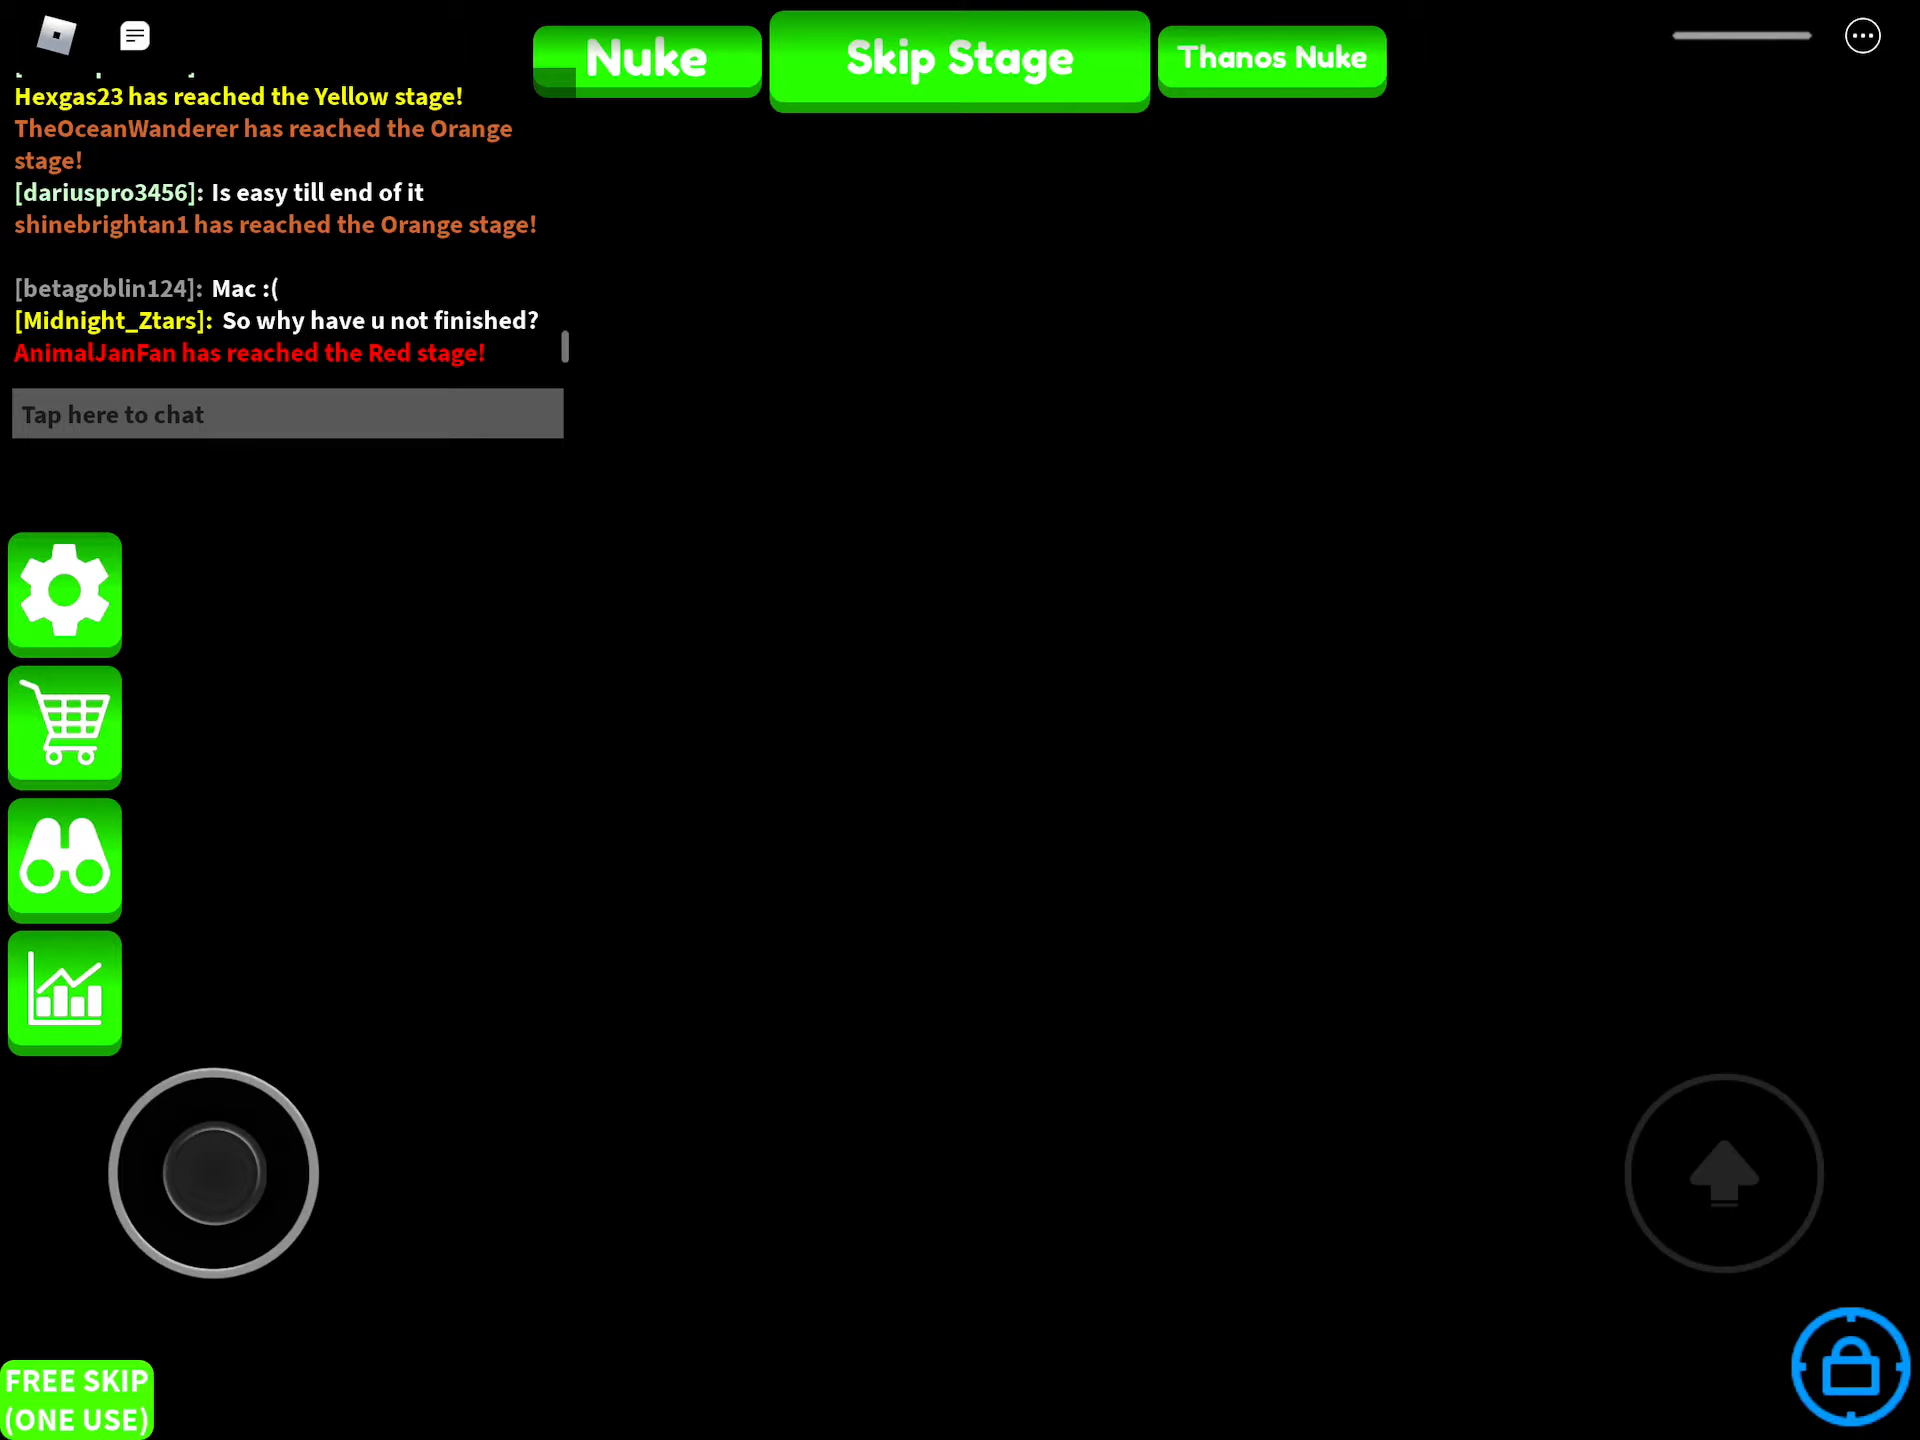 Nuke
Skip Stage
Thanos Nuke
Hexgas23 has reached the Yellow stage!
TheOceanWanderer has reached the Orange
stage!
[dariuspro3456]: Is easy till end of it
shinebrightan1 has reached the Orange stage!
[betagoblin124]: Mac :(
[Midnight_Ztars]: So why have u not finished?
AnimalJanFan has reached the Red stage!
Tap here to chat
FREE SKIP
(ONE USE)